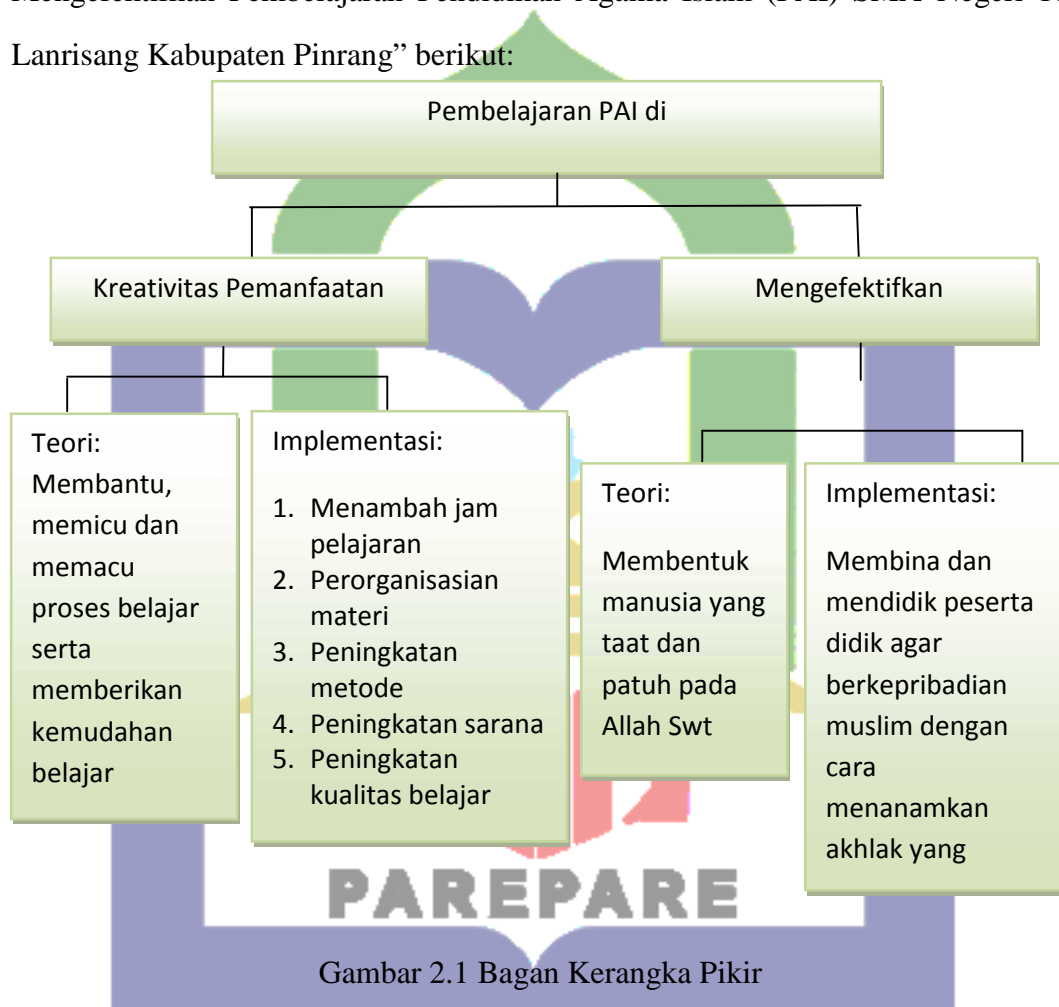 Mengefektifkan Pembelajaran Pendidikan Agama Islam (PAI) SMA Negeri
Lanrisang Kabupaten Pinrang” berikut:
Pembelajaran PAI di
Kreativitas Pemanfaatan
Mengefektifkan
Teori:
Membantu,
memicu dan
memacu
proses belajar
serta
memberikan
kemudahan
belajar
Implementasi:
1. Menambah jam
pelajaran
2. Perorganisasian
materi
3. Peningkatan
metode
4. Peningkatan sarana
5. Peningkatan
kualitas belajar
Teori:
Membentuk
manusia yang
taat dan
patuh pada
Allah Swt
Implementasi:
Membina dan
mendidik peserta
didik agar
berkepribadian
muslim dengan
cara
menanamkan
akhlak yang
PAREPARE
Gambar 2.1 Bagan Kerangka Pikir